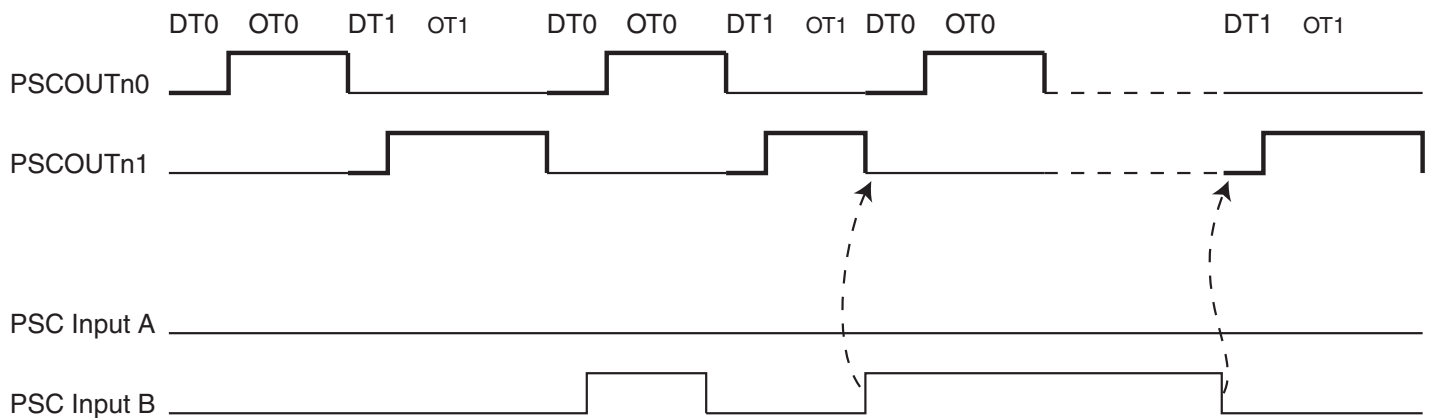 DT0 OT0 DT1 OT1 DT0 OT0 DT1 OT1 DT0 OT0 DT1 OT1
PSCOUTn0
PSCOUTn1
PSC Input A
PSC Input B